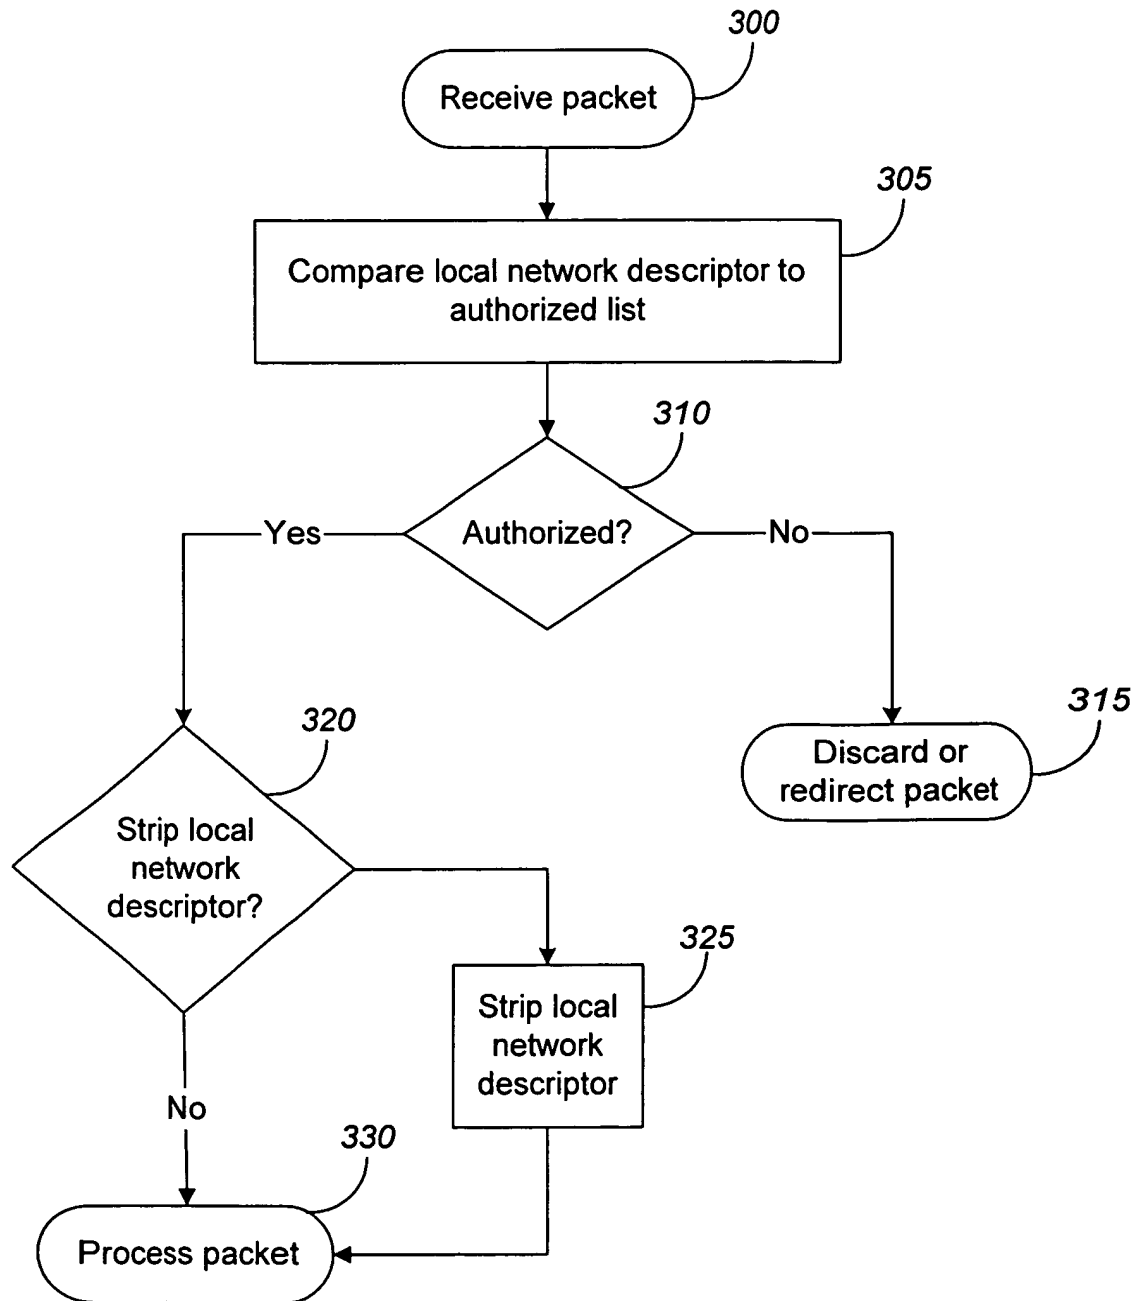 300
Receive packet
305
Compare local network descriptor to
authorized list
310
Authorized?
Yes
No
315
Discard or
redirect packet
320
Strip local
network
descriptor?
325
Strip local
network
descriptor
No
330
Process packet